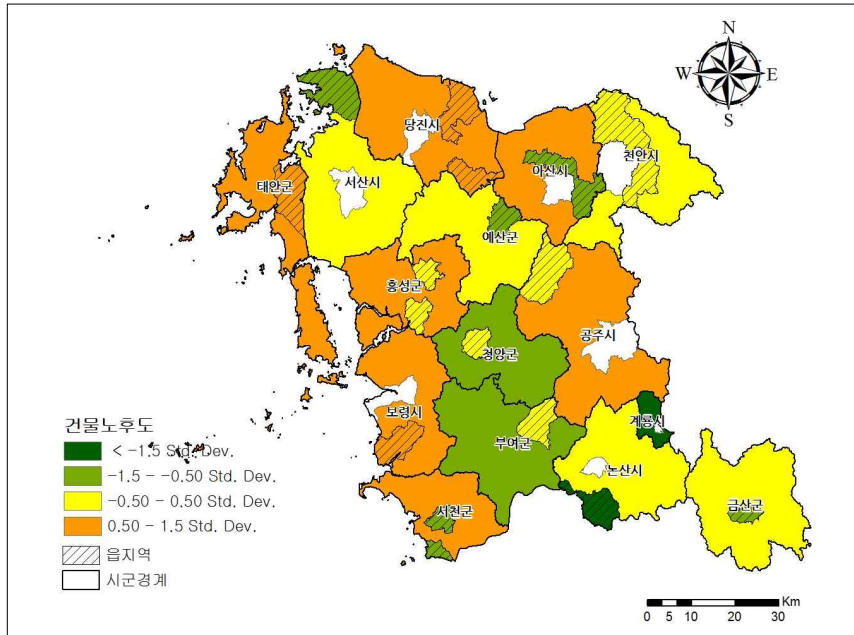 N
W E
S
당진시
천안시
아산시
서산시
태안군
예산군
홍성군
공주시
청양군
보령시
계룡시
부여군
논산시
서천군
금산군
건물노후도
< -1.5 Std. Dev.
-1.5 - -0.50 Std. Dev.
-0.50 - 0.50 Std. Dev.
0.50 - 1.5 Std. Dev.
읍지역
시군경계
Km
0 5 10 20 30